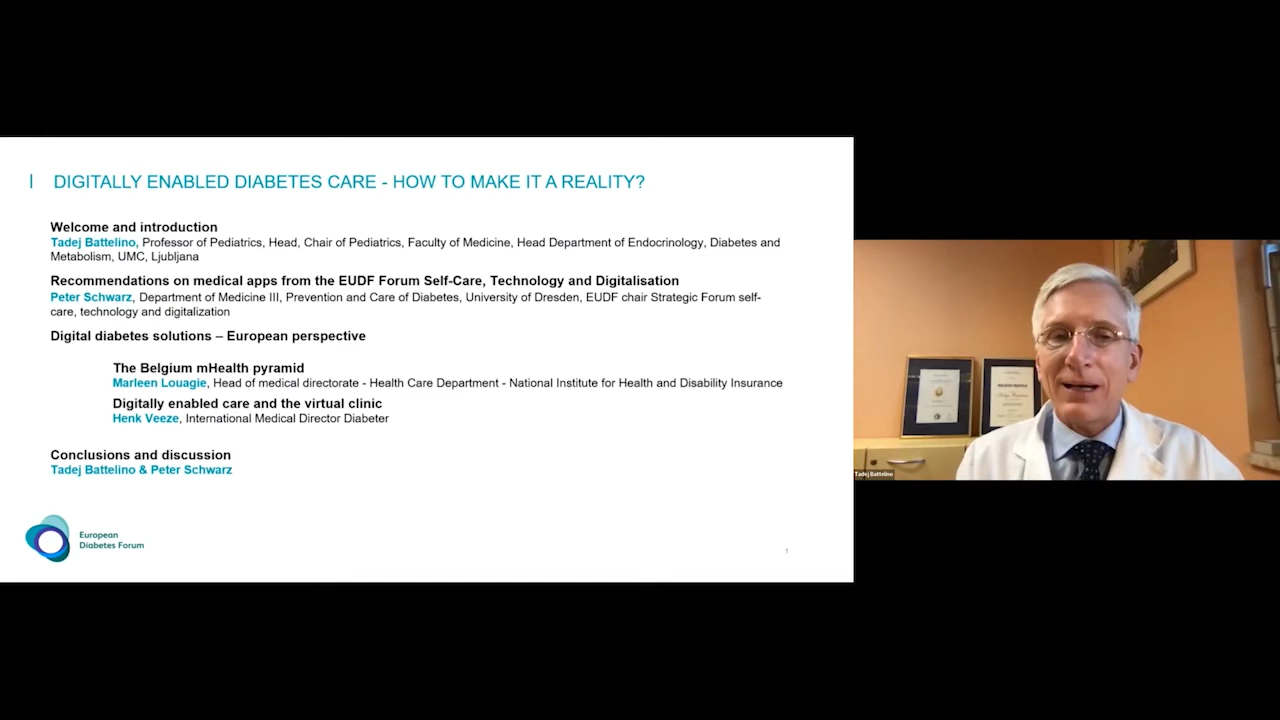 DIGITALLY ENABLED DIABETES CARE - HOW TO MAKE IT A REALITY?
Welcome and introduction
Tadej Battelino, Professor of Pediatrics, Head, Chair of Pediatrics, Faculty of Medicine, Head Department of Endocrinology, Diabetes and
Metabolism, UMC, Ljubljana
Recommendations on medical apps from the EUDF Forum Self-Care, Technology and Digitalisation
Peter Schwarz, Department of Medicine III, Prevention and Care of Diabetes, University of Dresden, EUDF chair Strategic Forum self-
care, technology and digitalization
Digital diabetes solutions – European perspective
The Belgium mHealth pyramid
Marleen Louagie, Head of medical directorate - Health Care Department - National Institute for Health and Disability Insurance
Digitally enabled care and the virtual clinic
Henk Veeze, International Medical Director Diabeter
Conclusions and discussion
Tadej Battelino & Peter Schwarz
European
Diabetes Forum
1
Tadej Battelino